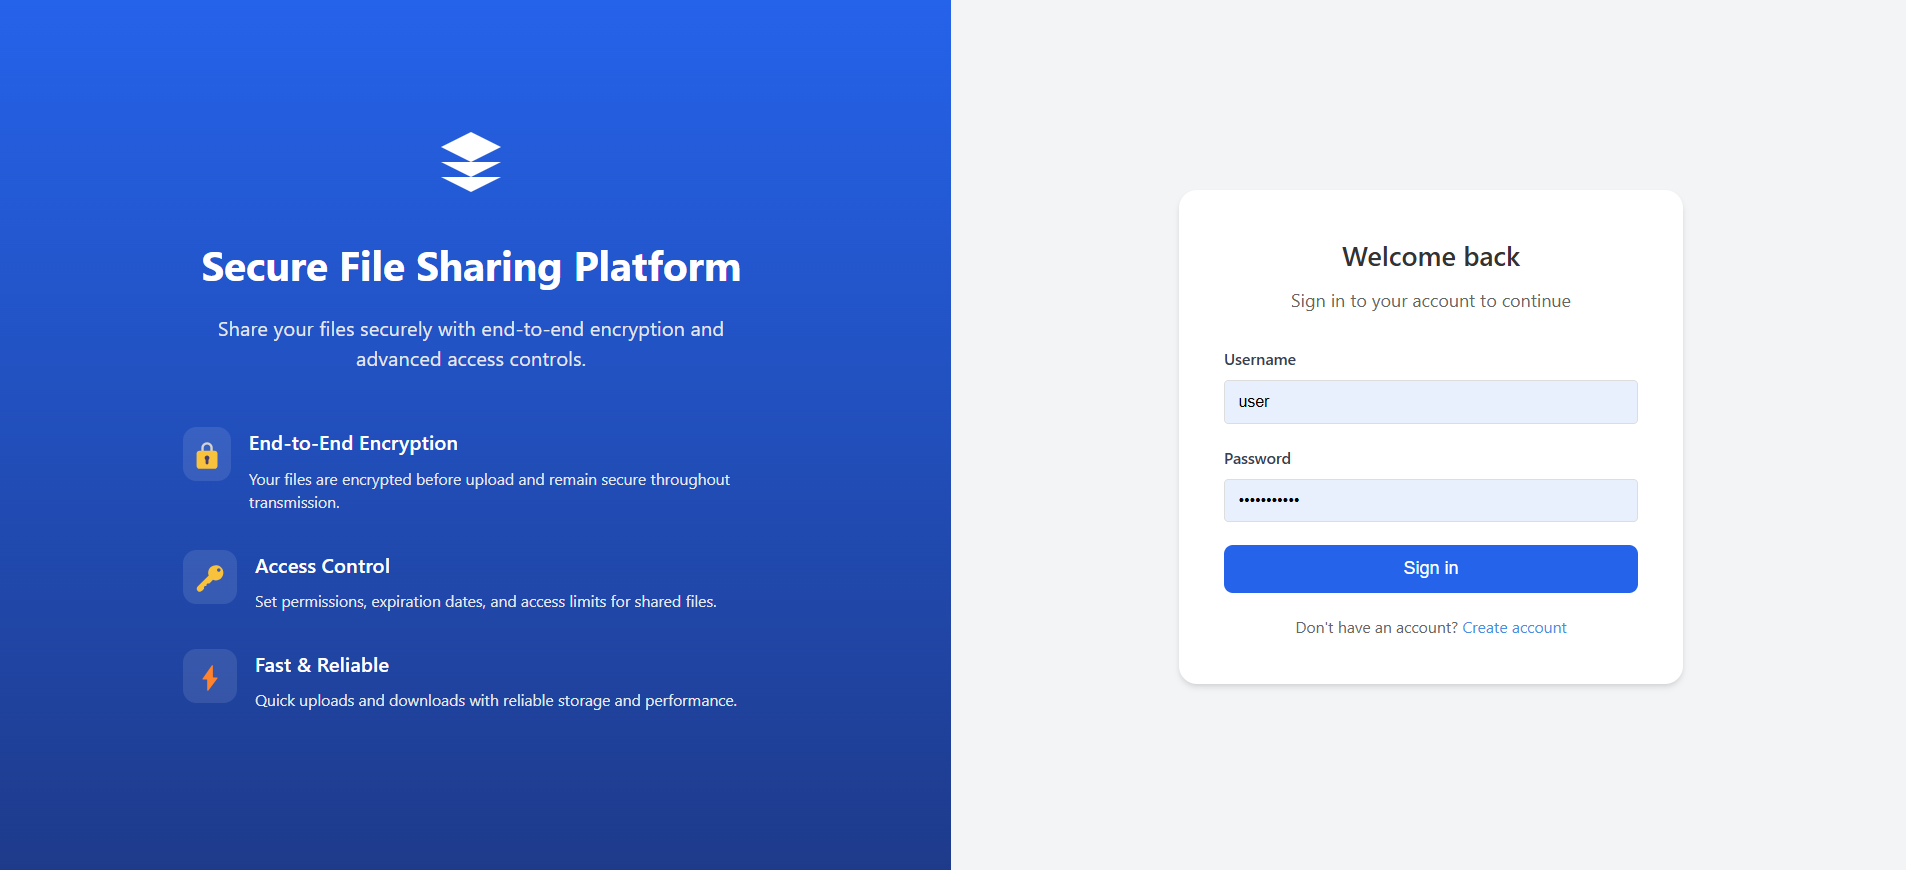 Secure File Sharing Platform
Share your files securely with end-to-end encryption and
advanced access controls.
End-to-End Encryption
Your files are encrypted before upload and remain secure throughout
transmission.
Access Control
Set permissions, expiration dates, and access limits for shared files.
Fast & Reliable
Quick uploads and downloads with reliable storage and performance.
Welcome back
Sign in to your account to continue
Username
user
Password
•••••••••••
Sign in
Don't have an account? Create account